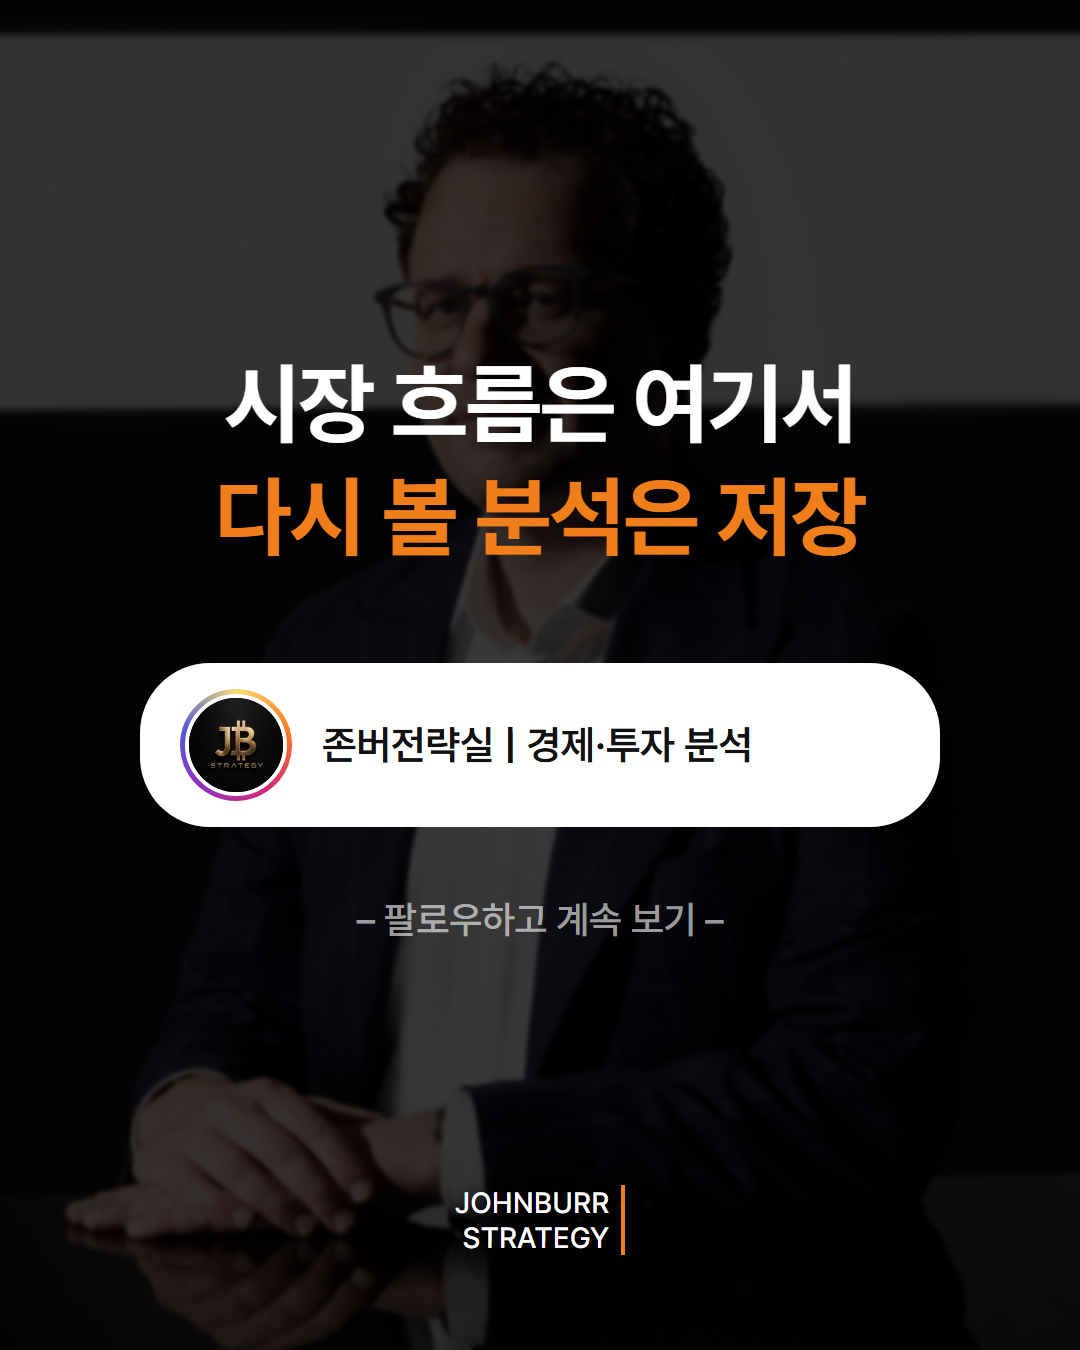 시장 흐름은 여기서
다시 볼 분석은 저장
JB
STRATEGY
존버전략실 | 경제·투자 분석
– 팔로우하고 계속 보기 –
JOHNBURR
STRATEGY